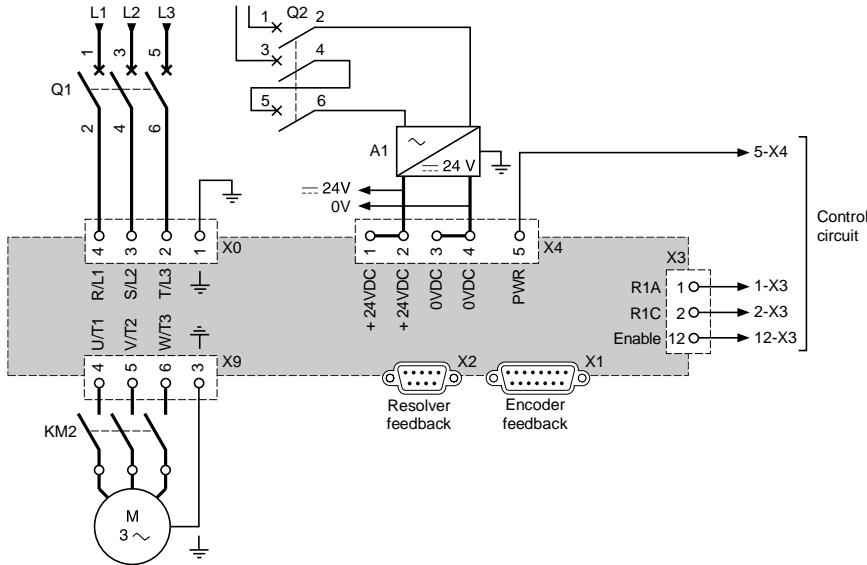 L1 L2 L3
1 3 5
Q1
2 4 6
Q2
1 2
3 4
5 6
A1
24 V
24V
0V
5-X4
Control
circuit
4 3 2 1 X0
R/L1 S/L2 T/L3
1 2 3 4 5 X4
+24VDC +24VDC 0VDC 0VDC PWR
X3
R1A 1 1-X3
R1C 2 2-X3
Enable 12 12-X3
U/T1 V/T2 W/T3
4 5 6 3 X9
X2 X1
Resolver
feedback
Encoder
feedback
KM2
M
3